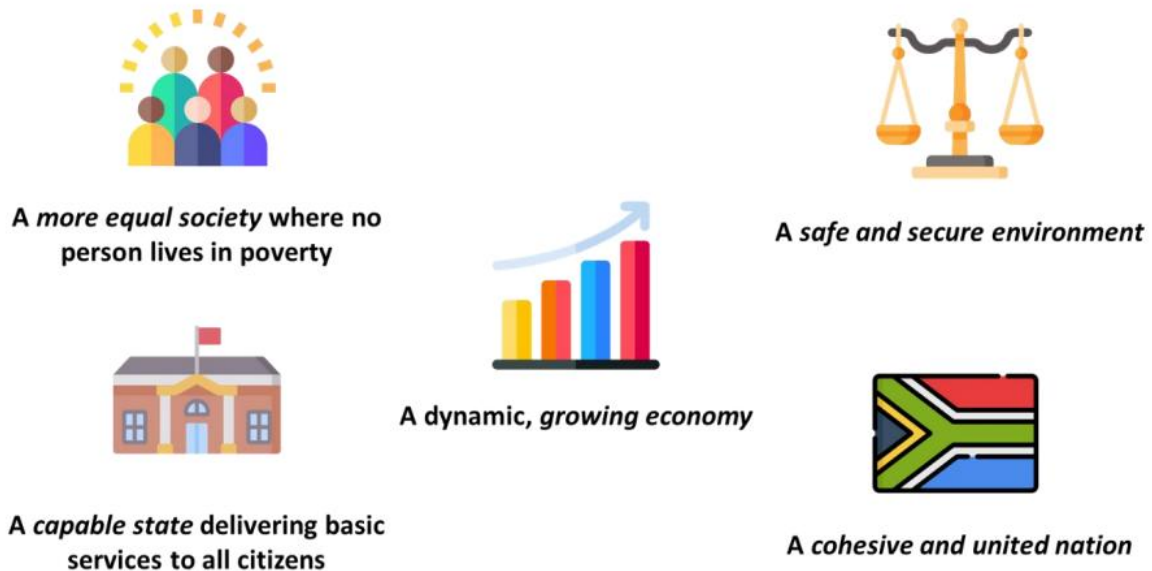 A more equal society where no
person lives in poverty
A safe and secure environment
A dynamic, growing economy
A capable state delivering basic
services to all citizens
A cohesive and united nation